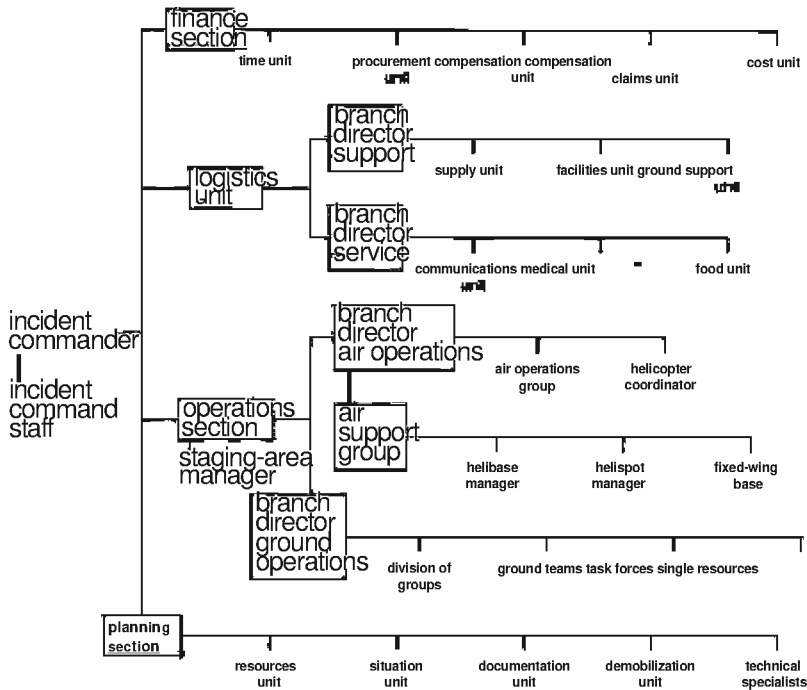 finance
section
time unit
procurement compensation compensation
unit
unit
claims unit
cost unit
branch
director
support
supply unit
facilities unit ground support
unit
logistics
unit
branch
director
service
communications medical unit
unit
food unit
incident
commander
incident
command
staff
branch
director
air operations
air operations
group
helicopter
coordinator
operations
section
staging-area
manager
air
support
group
helibase
manager
helispot
manager
fixed-wing
base
branch
director
ground
operations
division of
groups
ground teams task forces single resources
planning
section
resources
unit
situation
unit
documentation
unit
demobilization
unit
technical
specialists